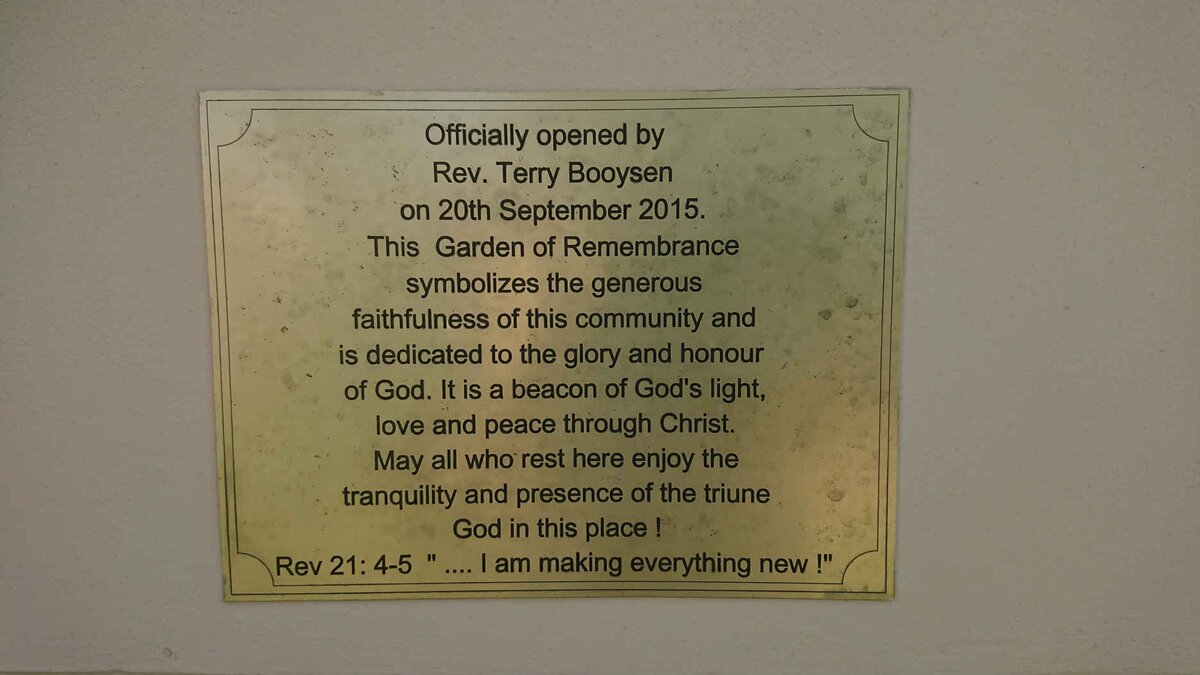 Officially opened by
Rev. Terry Booysen
on 20th September 2015.
This  Garden of Remembrance
symbolizes the generous
faithfulness of this community and
is dedicated to the glory and honour
of God. It is a beacon of God's light,
love and peace through Christ.
May all who rest here enjoy the
tranquility and presence of the triune
God in this place !
Rev 21: 4-5  " .... I am making everything new !"